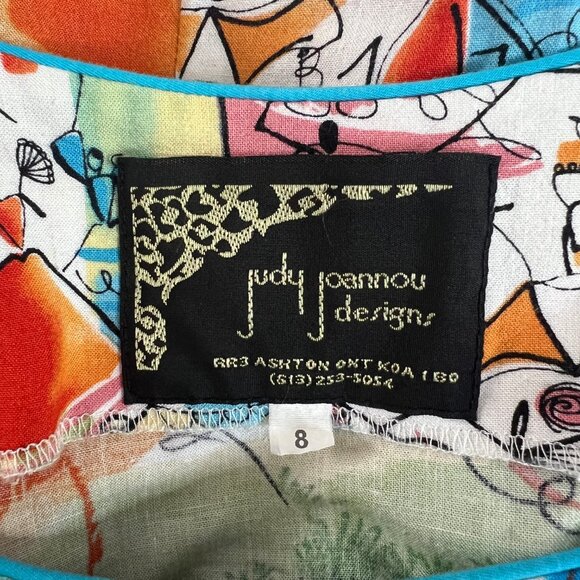 judy joannou
designs
RR3 ASHTON ONT K0A 1B0
(613) 253-5054
8